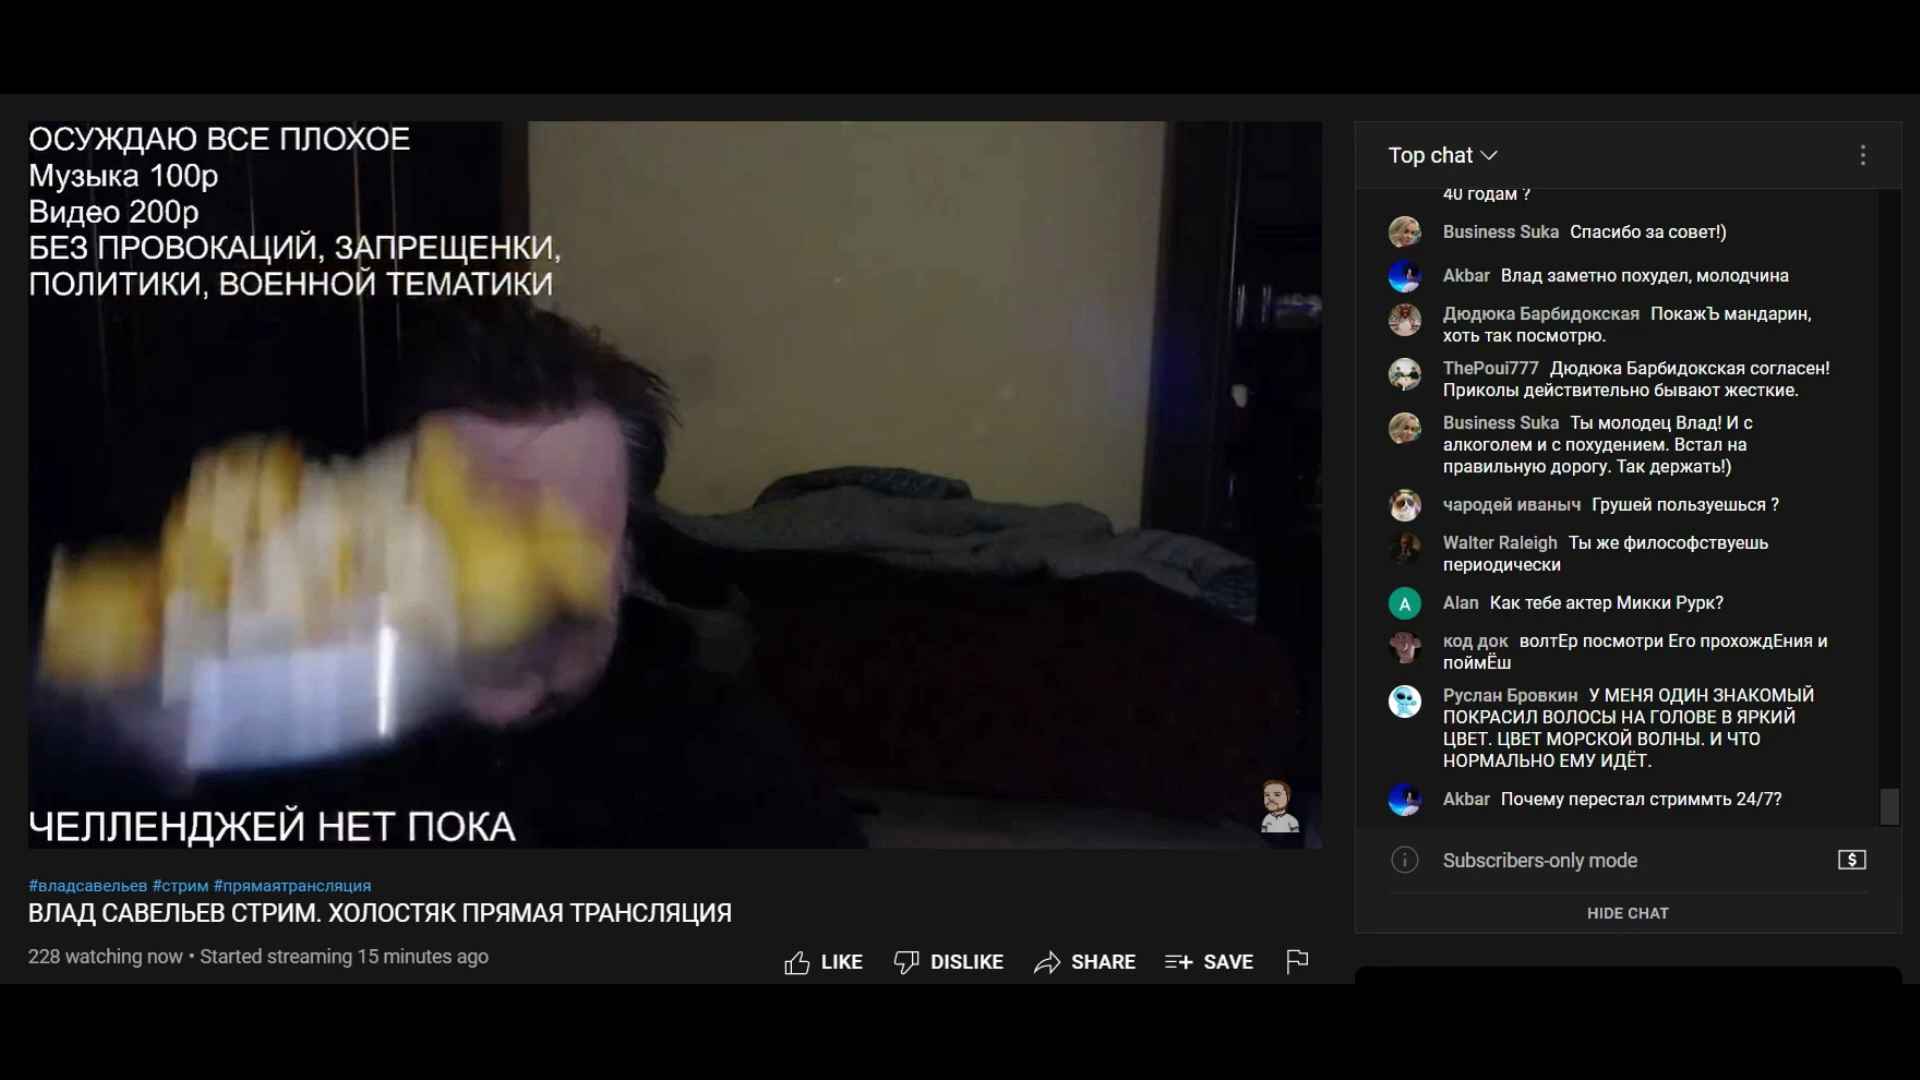 ОСУЖДАЮ ВСЕ ПЛОХОЕ
Музыка 100р
Видео 200р
БЕЗ ПРОВОКАЦИЙ, ЗАПРЕЩЕНКИ,
ПОЛИТИКИ, ВОЕННОЙ ТЕМАТИКИ
ЧЕЛЛЕНДЖЕЙ НЕТ ПОКА
#владсавельев #стрим #прямаятрансляция
ВЛАД САВЕЛЬЕВ СТРИМ. ХОЛОСТЯК ПРЯМАЯ ТРАНСЛЯЦИЯ
228 watching now • Started streaming 15 minutes ago
LIKE DISLIKE SHARE SAVE
Top chat
40 годам ?
Business Suka Спасибо за совет!)
Akbar Влад заметно похудел, молодчина
Дюдюка Барбидокская ПокажЪ мандарин,
хоть так посмотрю.
ThePoui777 Дюдюка Барбидокская согласен!
Приколы действительно бывают жесткие.
Business Suka Ты молодец Влад! И с
алкоголем и с похудением. Встал на
правильную дорогу. Так держать!)
чародей иваныч Грушей пользуешься ?
Walter Raleigh Ты же философствуешь
периодически
A
Alan Как тебе актер Микки Рурк?
код док волтЕр посмотри Его прохождЕния и
поймЁш
Руслан Бровкин У МЕНЯ ОДИН ЗНАКОМЫЙ
ПОКРАСИЛ ВОЛОСЫ НА ГОЛОВЕ В ЯРКИЙ
ЦВЕТ. ЦВЕТ МОРСКОЙ ВОЛНЫ. И ЧТО
НОРМАЛЬНО ЕМУ ИДЁТ.
Akbar Почему перестал стриммть 24/7?
Subscribers-only mode
HIDE CHAT